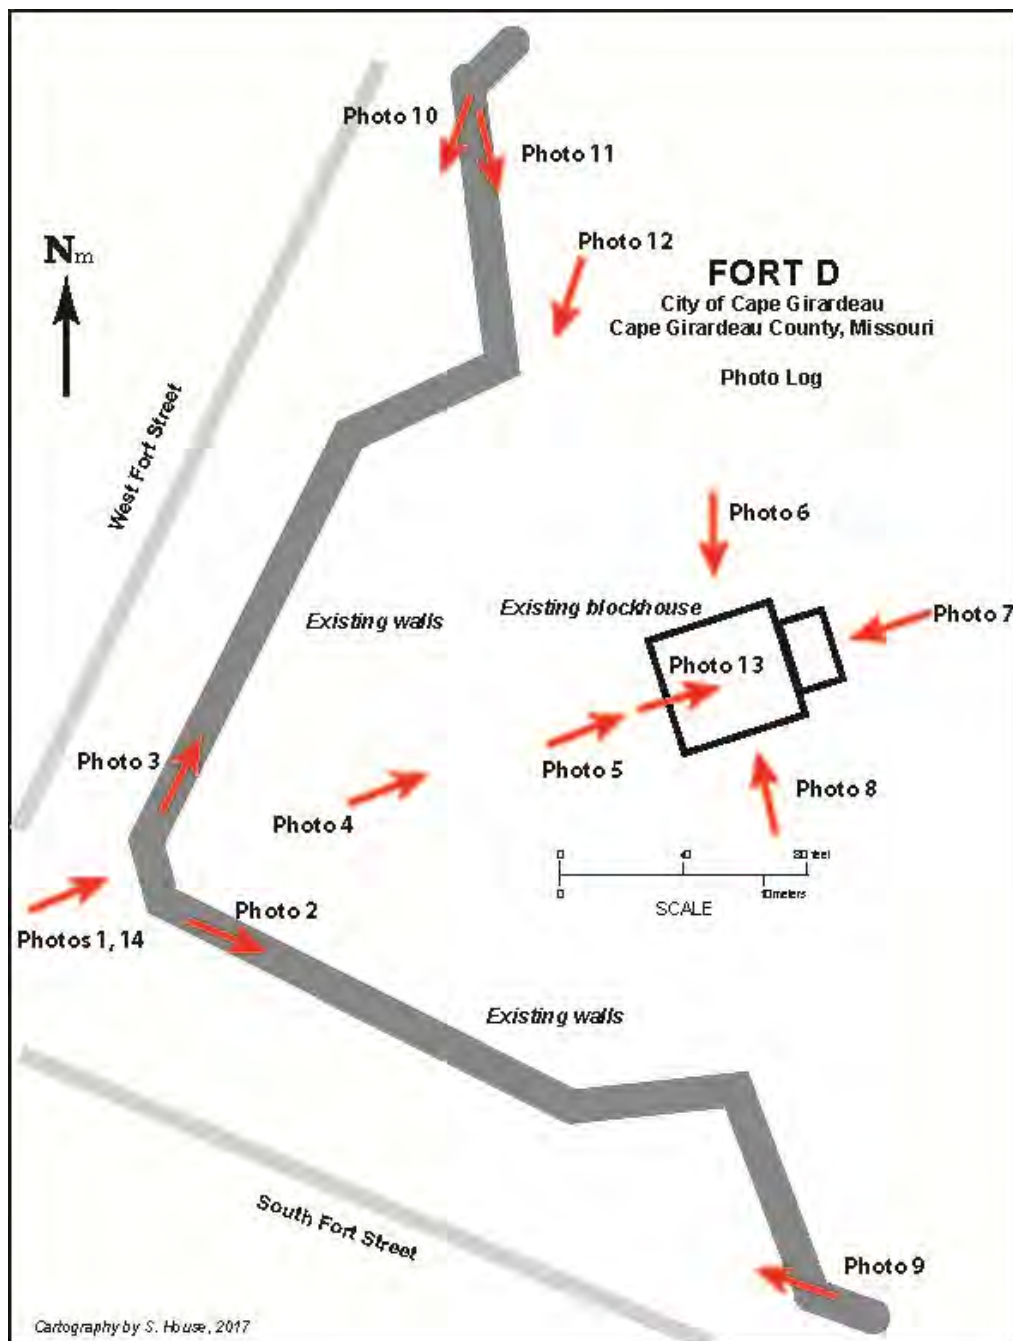 Photo 10
Photo 11
Photo 12
Nm
FORT D
City of Cape Girardeau
Cape Girardeau County, Missouri
Photo Log
West Fort Street
Photo 6
Existing walls
Existing blockhouse
Photo 7
Photo 13
Photo 3
Photo 5
Photo 8
Photo 4
0 40 80 feet
0 10 meters
SCALE
Photo 2
Photos 1, 14
Existing walls
South Fort Street
Photo 9
Cartography by S. House, 2017